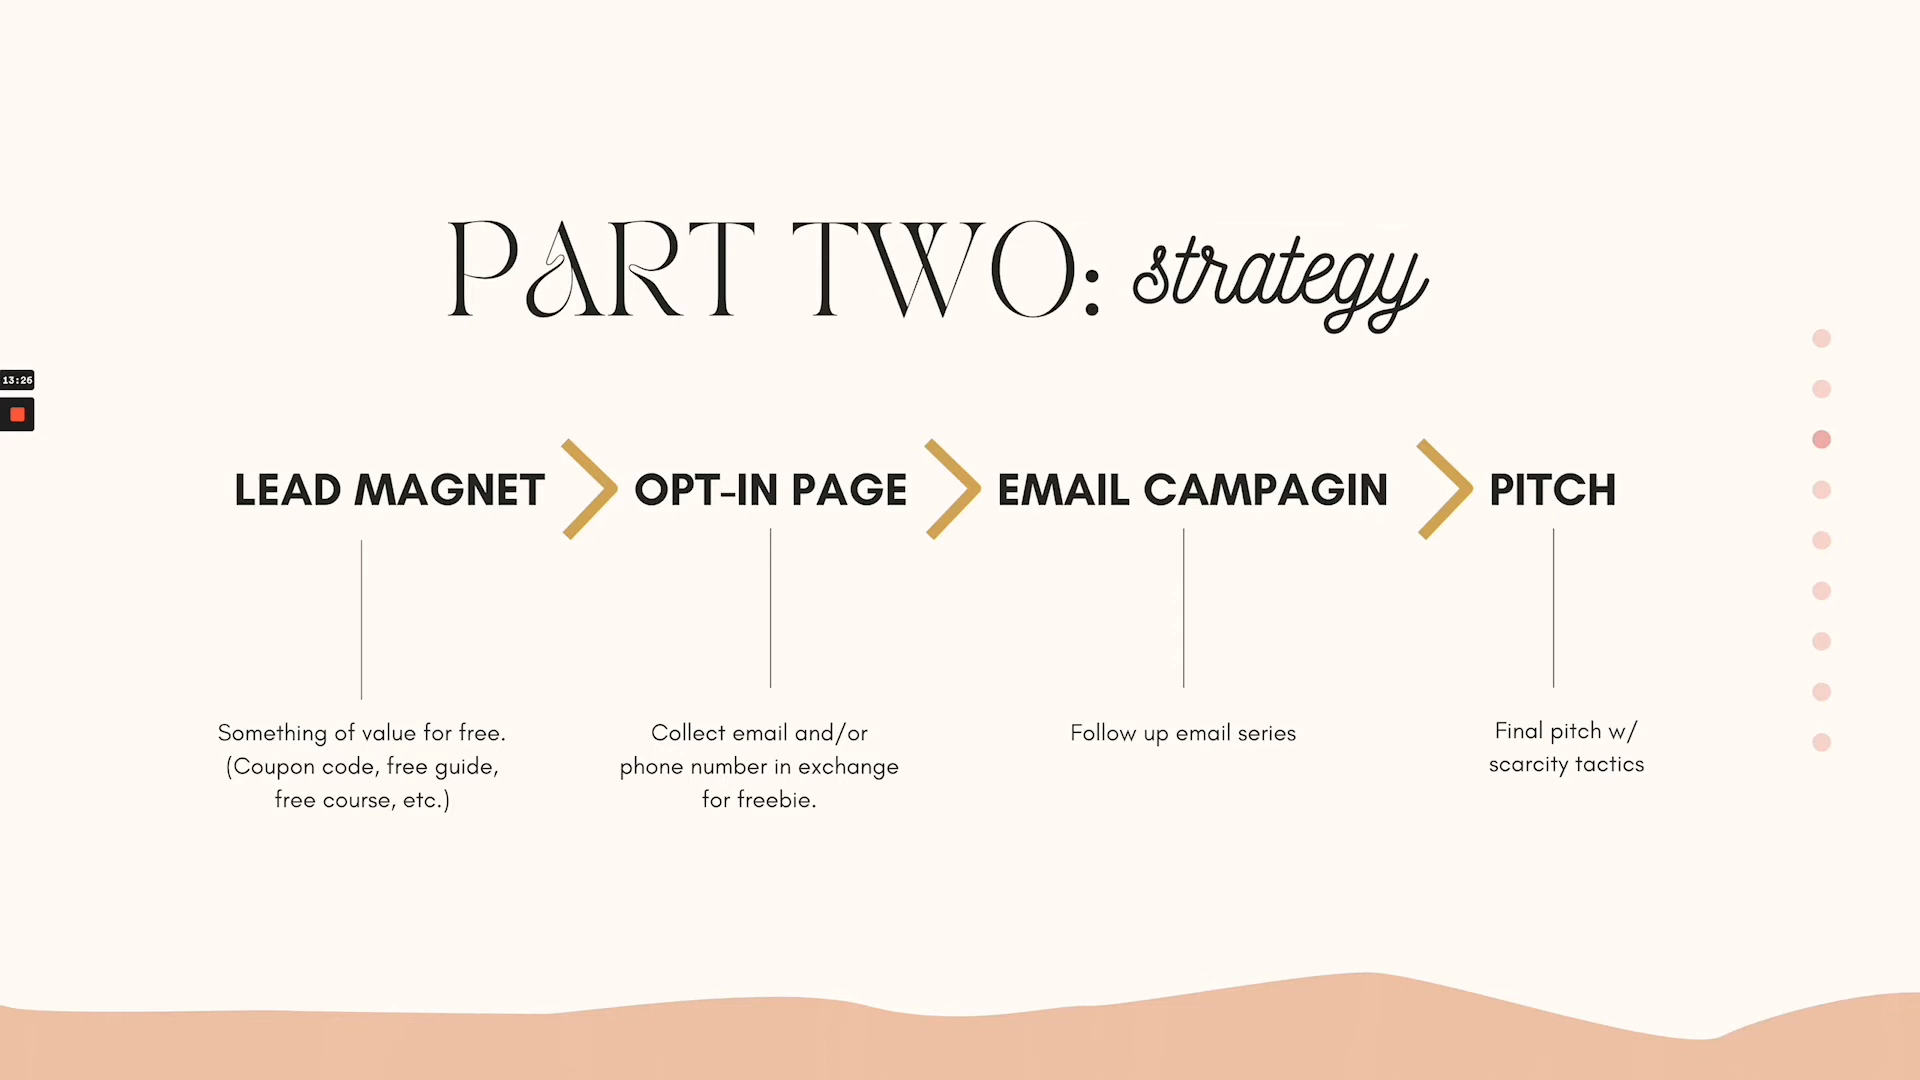 PART TWO: strategy
13:26
LEAD MAGNET
OPT-IN PAGE
EMAIL CAMPAGIN
PITCH
Something of value for free.
(Coupon code, free guide,
free course, etc.)
Collect email and/or
phone number in exchange
for freebie.
Follow up email series
Final pitch w/
scarcity tactics